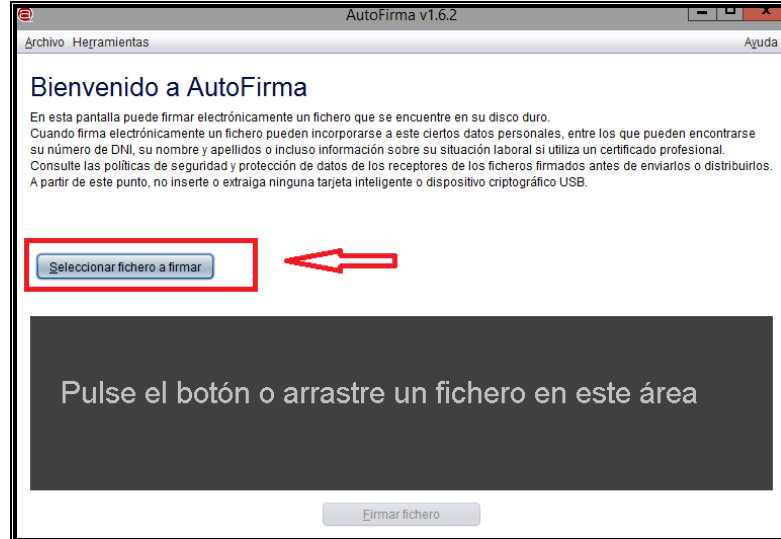 AutoFirma v1.6.2
Archivo Herramientas Ayuda
Bienvenido a AutoFirma
En esta pantalla puede firmar electrónicamente un fichero que se encuentre en su disco duro.
Cuando firma electrónicamente un fichero pueden incorporarse a este ciertos datos personales, entre los que pueden encontrarse
su número de DNI, su nombre y apellidos o incluso información sobre su situación laboral si utiliza un certificado profesional.
Consulte las políticas de seguridad y protección de datos de los receptores de los ficheros firmados antes de enviarlos o distribuirlos.
A partir de este punto, no inserte o extraiga ninguna tarjeta inteligente o dispositivo criptográfico USB.
Seleccionar fichero a firmar
Pulse el botón o arrastre un fichero en este área
Firmar fichero